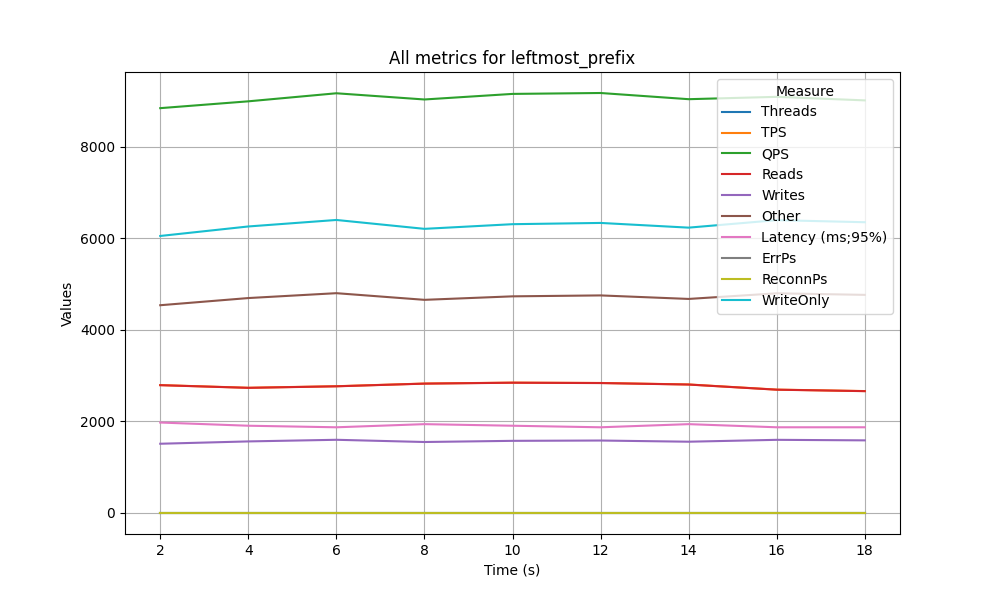 All metrics for leftmost_prefix
Values
8000
6000
4000
2000
0
2 4 6 8 10 12 14 16 18
Time (s)
Measure
Threads
TPS
QPS
Reads
Writes
Other
Latency (ms;95%)
ErrPs
ReconnPs
WriteOnly